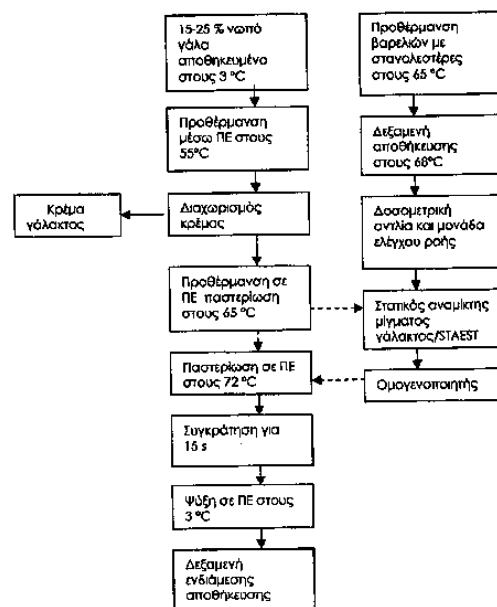 15-25 % νωπό
γάλα
αποθηκευμένο
στους 3 °C
Προθέρμανση
μέσω ΠΕ στους
55°C
Κρέμα
γάλακτος
Διαχωρισμός
κρέμας
Προθέρμανση σε
ΠΕ παστερίωση
στους 65 °C
Παστερίωση σε ΠΕ
στους 72 °C
Συγκράτηση για
15 s
Ψύξη σε ΠΕ στους
3 °C
Δεξαμενή
ενδιάμεσης
αποθήκευσης
Προθέρμανση
βαρελιών με
στανολεστέρες
στους 65 °C
Δεξαμενή
αποθήκευσης
στους 68°C
Δοσομετρική
αντλία και μονάδα
ελέγχου ροής
Στατικός αναμίκτης
μίγματος
γάλακτος/STAEST
Ομογενοποιητής